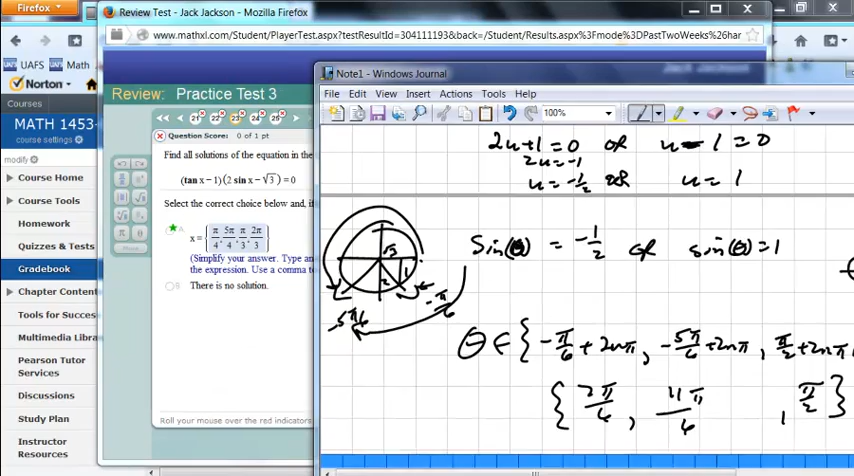 Firefox
Review Test - Jack Jackson - Mozilla Firefox
www.mathxl.com/Student/PlayerTest.aspx?testResultId=304111193&back=/Student/Results.aspx%3Fmode%3DPastTwoWeeks%26har
UAFS
Math
Norton
Courses
MATH 1453-
course settings
modify
Course Home
Course Tools
Homework
Quizzes & Tests
Gradebook
Chapter Content
Tools for Success
Multimedia Libra
Pearson Tutorial Services
Assessments
Study Plan
Instructor Resources
Review: Practice Test 3
21 22 23 24 25
Question Score: 0 of 1 pt
Find all solutions of the equation in the
(tan x−1)(2 sin x−√3)=0
Select the correct choice below and, i
A.
x = { π/4, 5π/4, π/3, 2π/3 }
(Simplify your answer. Type an
the expression. Use a comma to
B. There is no solution.
Roll your mouse over the red indicators
More
Note1 - Windows Journal
File Edit View Insert Actions Tools Help
100%
2u+1=0 or u-1=0
2u=-1
u=-1/2 or u=1
sin(θ) = -1/2 or sin(θ)=1
√3
1
2
-π/6
-5π/6
θ ∈ { -π/6 + 2nπ, -5π/6 + 2nπ, π/2 + 2nπ
{ 7π/6, 11π/6, π/2 }